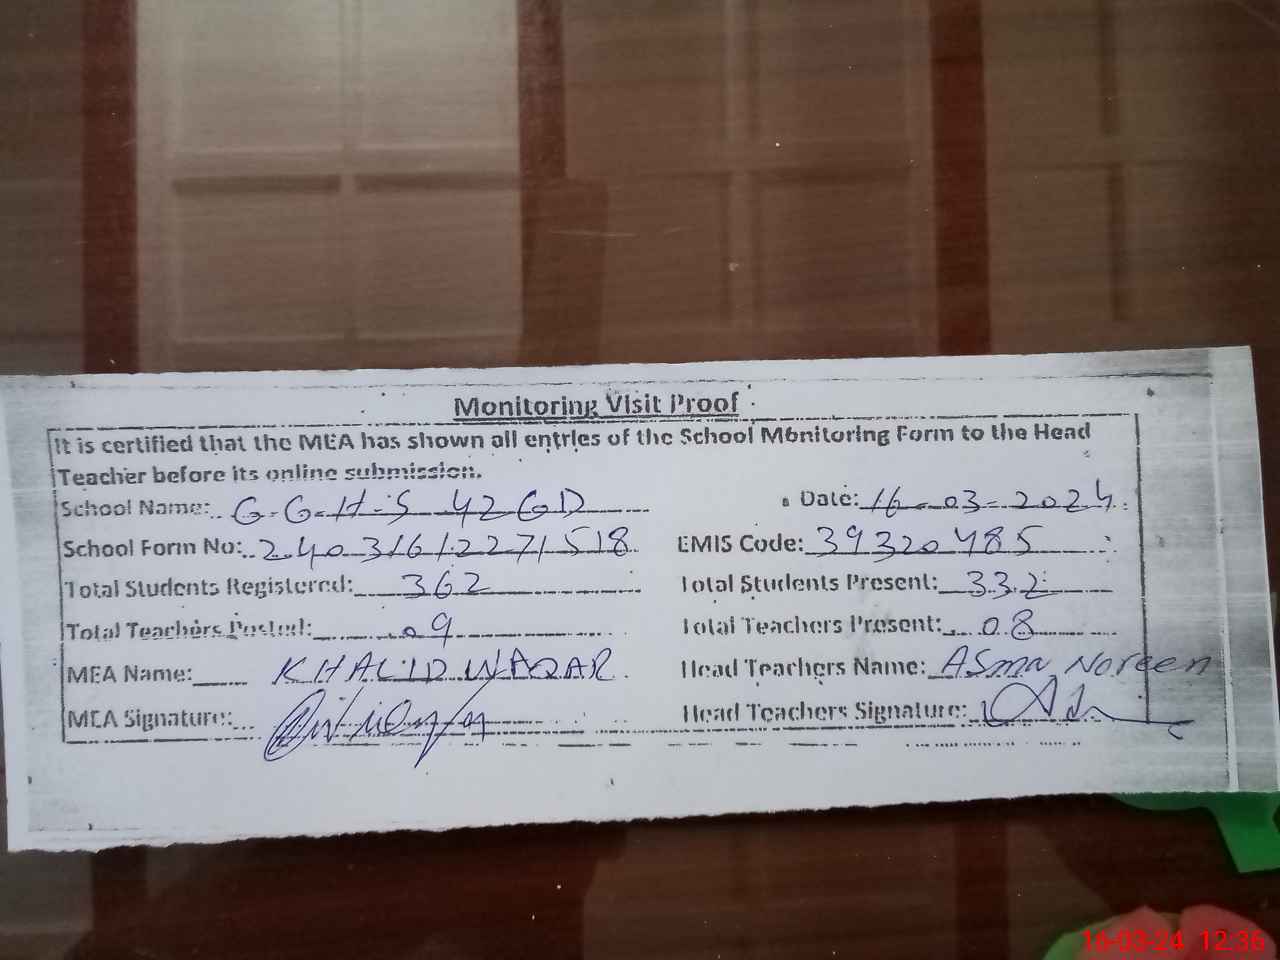 Monitoring Visit Proof
It is certified that the MEA has shown all entries of the School Monitoring Form to the Head
Teacher before its online submission.
School Name: G.G.H.S 42 GD Date: 16-03-2024
School Form No: 24031612271518 EMIS Code: 39320485
Total Students Registered: 362 Total Students Present: 332
Total Teachers Posted: 09 Total Teachers Present: 08
MEA Name: KHALID WAQAR Head Teachers Name: Asma Noreen
MEA Signature: Head Teachers Signature:
16-03-24 12:36